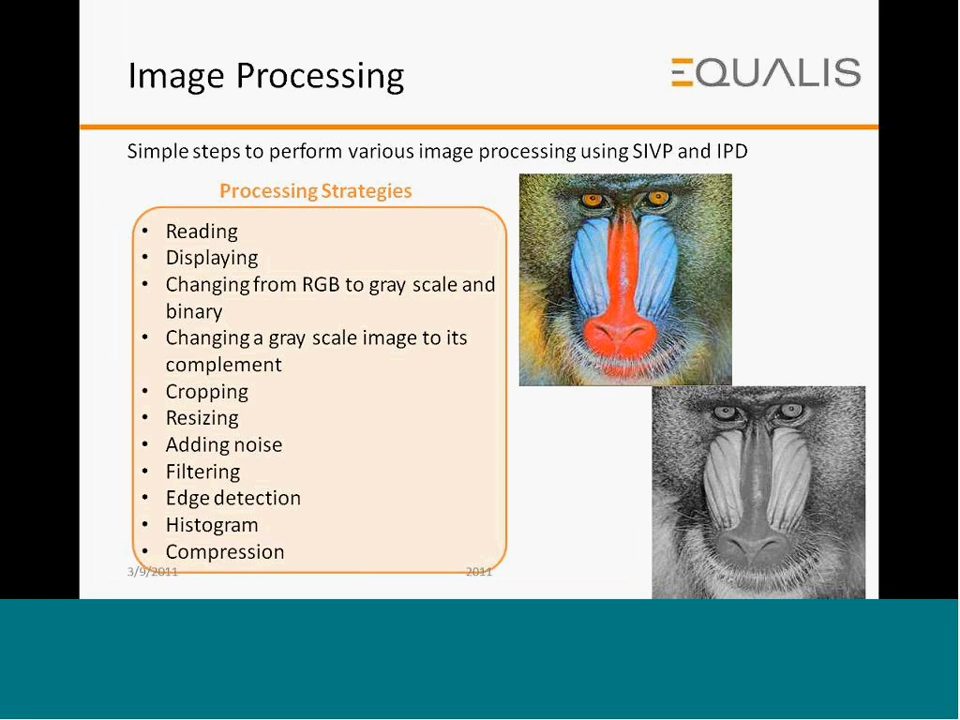 Image Processing
EQUALIS
Simple steps to perform various image processing using SIVP and IPD
Processing Strategies
• Reading
• Displaying
• Changing from RGB to gray scale and
binary
• Changing a gray scale image to its
complement
• Cropping
• Resizing
• Adding noise
• Filtering
• Edge detection
• Histogram
• Compression
3/9/2011 2011